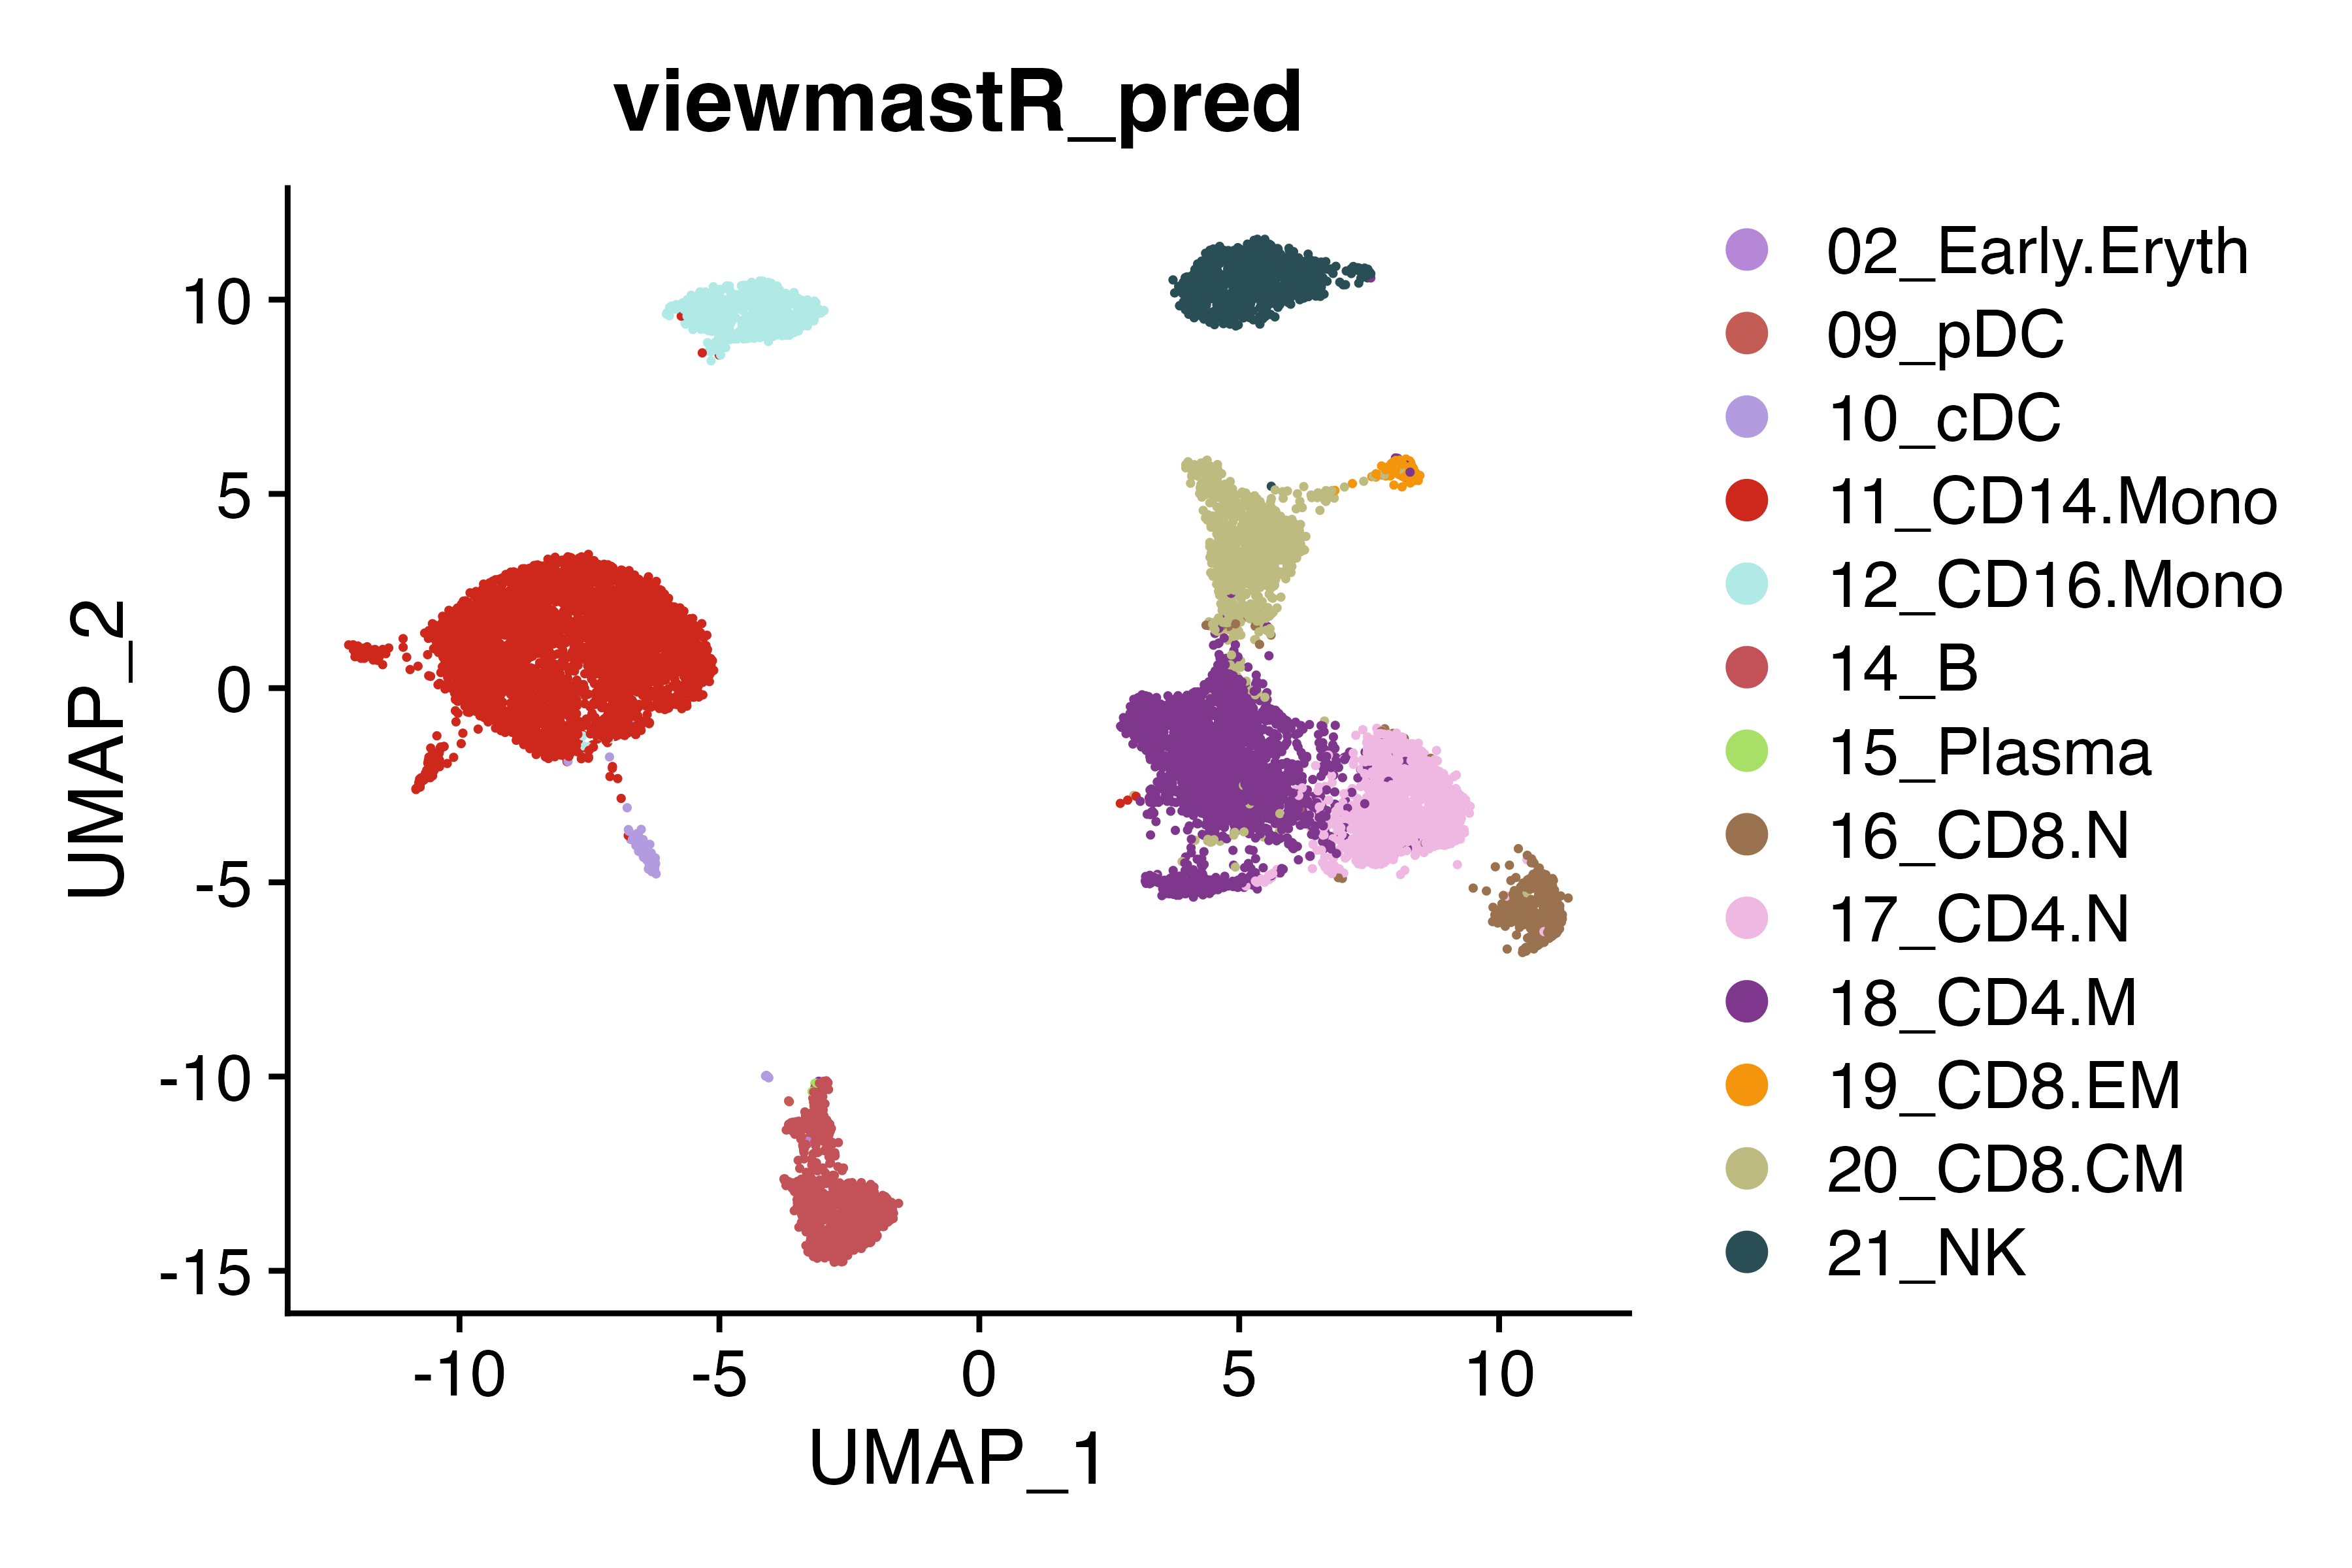 viewmastR_pred
UMAP_2
10
5
0
-5
-10
-15
-10
-5
0
5
10
UMAP_1
02_Early.Eryth
09_pDC
10_cDC
11_CD14.Mono
12_CD16.Mono
14_B
15_Plasma
16_CD8.N
17_CD4.N
18_CD4.M
19_CD8.EM
20_CD8.CM
21_NK